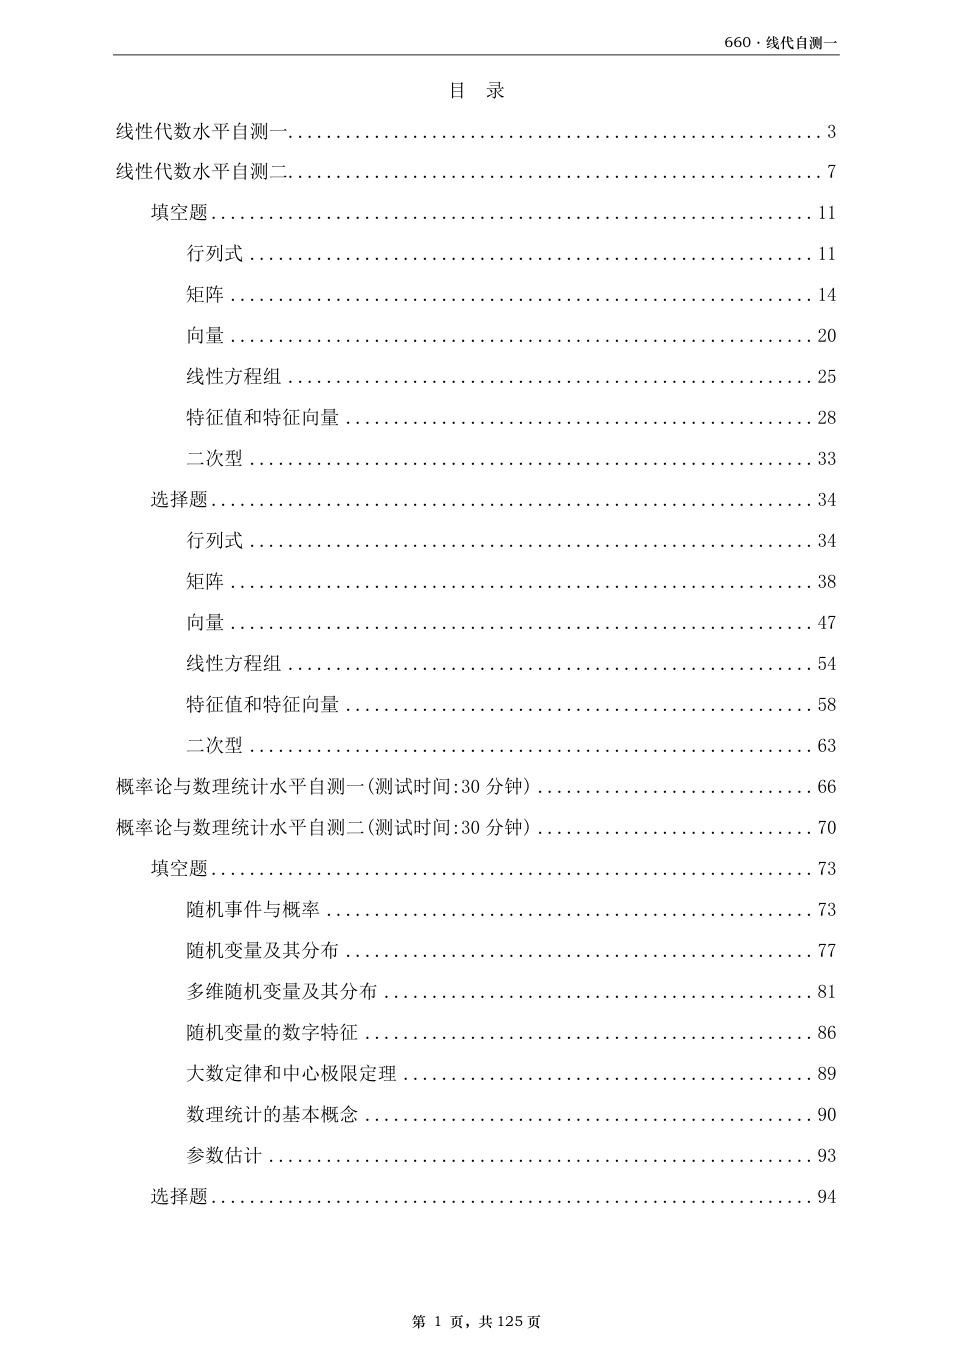 660 · 线代自测一
目 录
线性代数水平自测一........................................................3
线性代数水平自测二........................................................7
填空题...............................................................11
行列式...........................................................11
矩阵.............................................................14
向量.............................................................20
线性方程组.......................................................25
特征值和特征向量.................................................28
二次型...........................................................33
选择题...............................................................34
行列式...........................................................34
矩阵.............................................................38
向量.............................................................47
线性方程组.......................................................54
特征值和特征向量.................................................58
二次型...........................................................63
概率论与数理统计水平自测一(测试时间:30 分钟).............................66
概率论与数理统计水平自测二(测试时间:30 分钟).............................70
填空题...............................................................73
随机事件与概率...................................................73
随机变量及其分布.................................................77
多维随机变量及其分布.............................................81
随机变量的数字特征...............................................86
大数定律和中心极限定理...........................................89
数理统计的基本概念...............................................90
参数估计.........................................................93
选择题...............................................................94
第 1 页，共 125 页